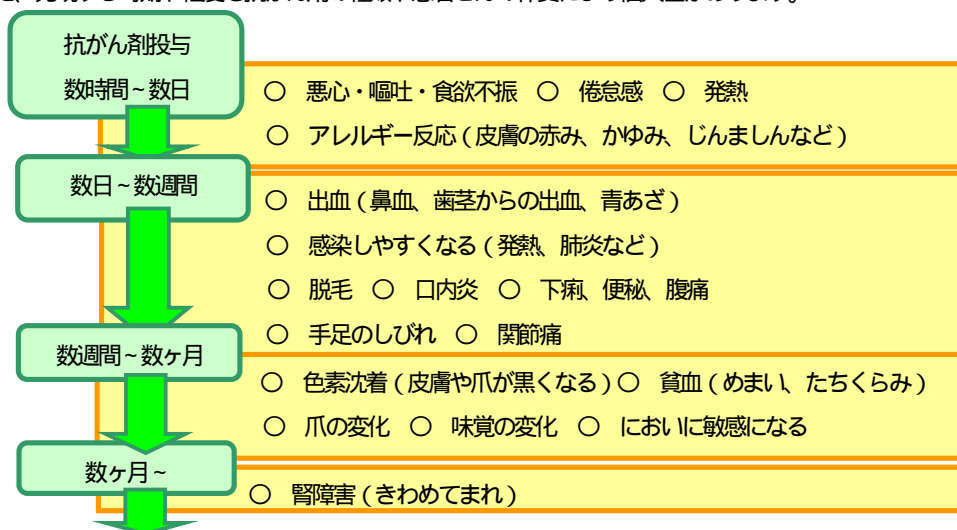 抗がん剤投与
数時間～数日
○ 悪心・嘔吐・食欲不振 ○ 倦怠感 ○ 発熱
○ アレルギー反応（皮膚の赤み、かゆみ、じんましんなど）
数日～数週間
○ 出血（鼻血、歯茎からの出血、青あざ）
○ 感染しやすくなる（発熱、肺炎など）
○ 脱毛 ○ 口内炎 ○ 下痢、便秘、腹痛
○ 手足のしびれ ○ 関節痛
数週間～数ヶ月
○ 色素沈着（皮膚や爪が黒くなる）○ 貧血（めまい、たちくらみ）
○ 爪の変化 ○ 味覚の変化 ○ においに敏感になる
数ヶ月～
○ 腎障害（きわめてまれ）